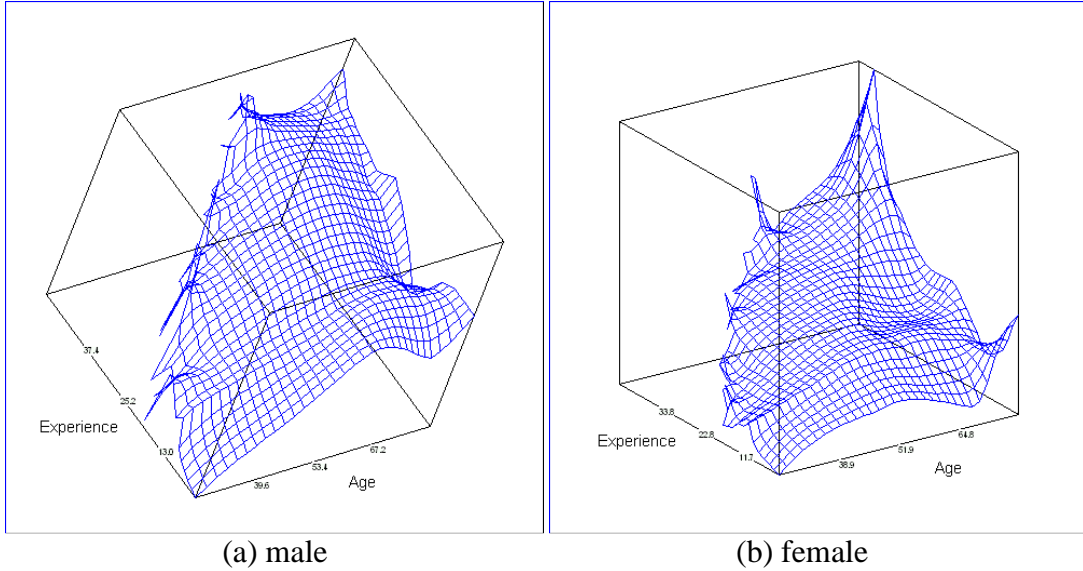 37.4
25.2
Experience
13.0
39.6
53.4
67.2
Age
33.8
22.8
Experience
11.7
38.9
51.9
64.8
Age
(a) male
(b) female